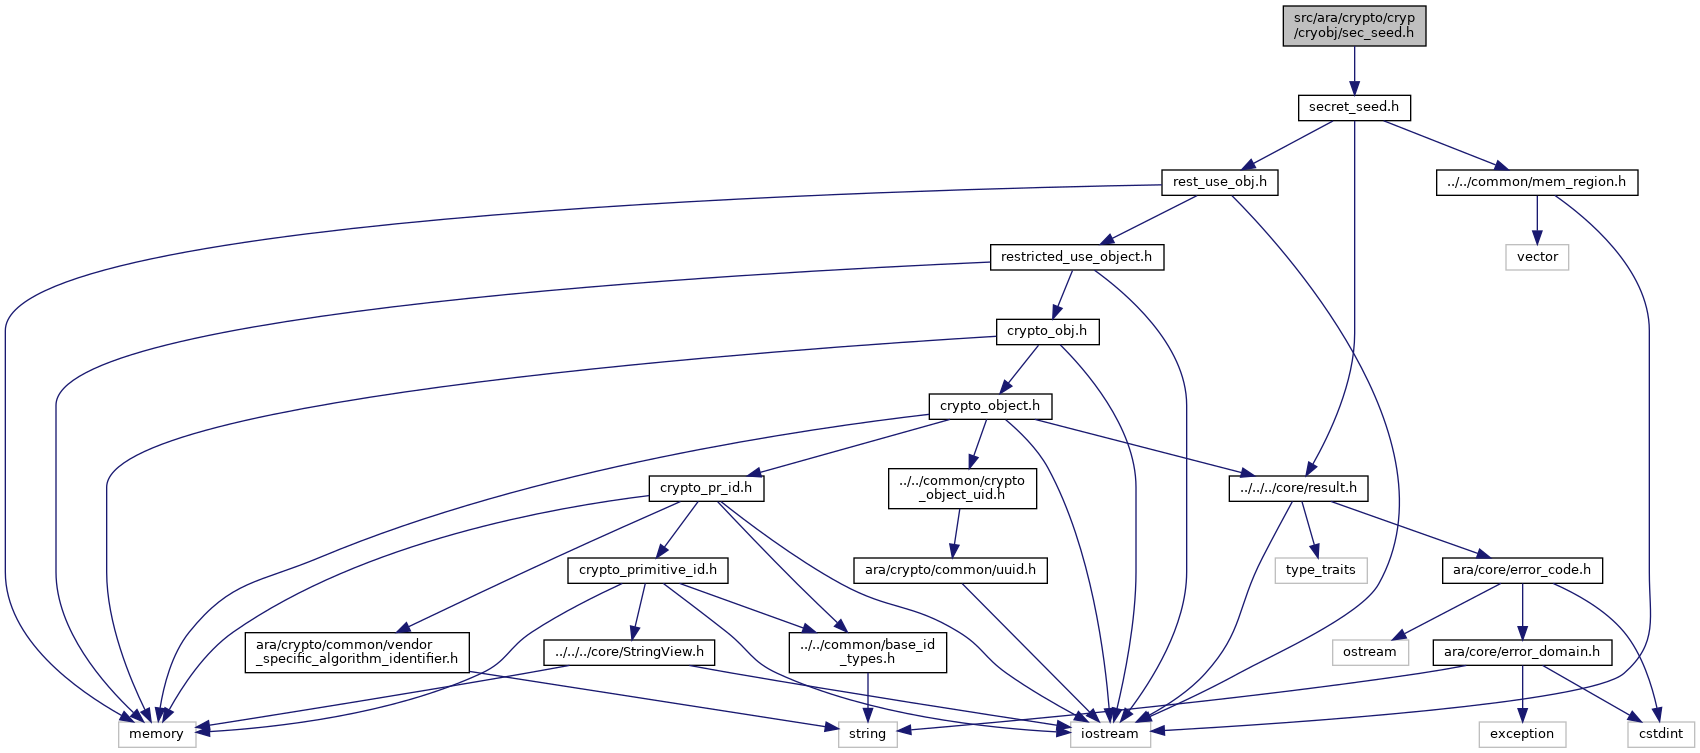 src/ara/crypto/cryp
/cryobj/sec_seed.h
secret_seed.h
rest_use_obj.h
../../common/mem_region.h
restricted_use_object.h
vector
crypto_obj.h
crypto_object.h
crypto_pr_id.h
../../common/crypto
_object_uid.h
../../../core/result.h
crypto_primitive_id.h
ara/crypto/common/uuid.h
type_traits
ara/core/error_code.h
ara/crypto/common/vendor
_specific_algorithm_identifier.h
../../../core/StringView.h
../../common/base_id
_types.h
ostream
ara/core/error_domain.h
memory
string
iostream
exception
cstdint